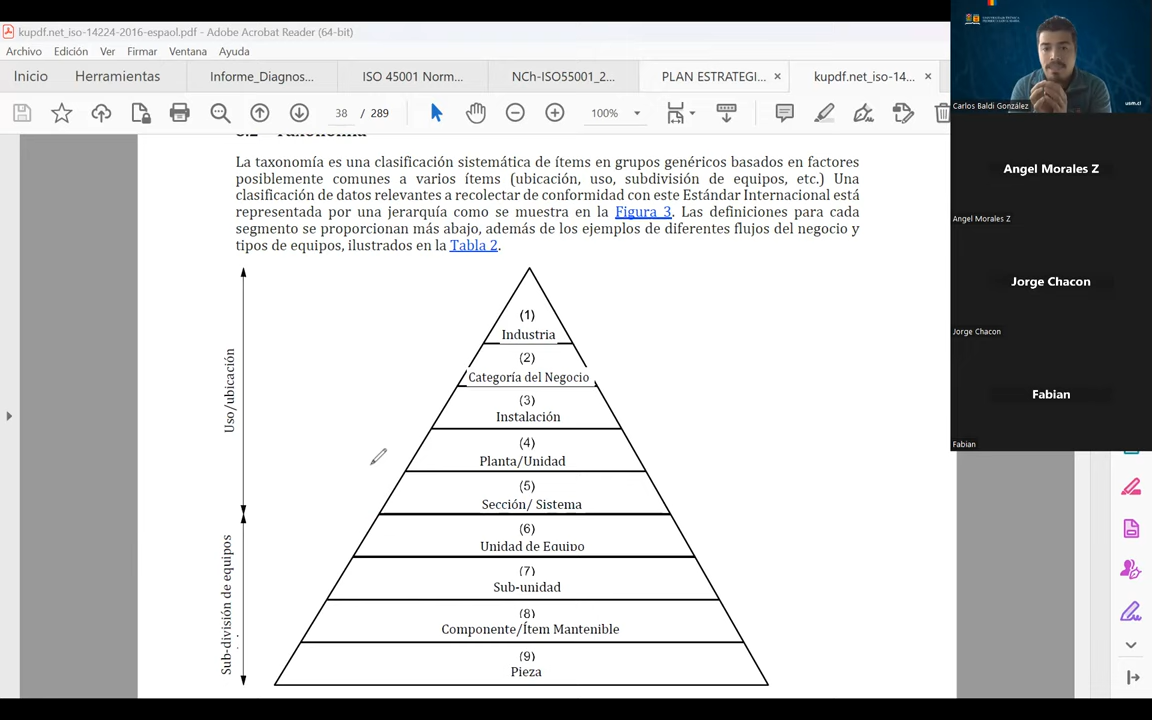 kupdf.net_iso-14224-2016-espaol.pdf - Adobe Acrobat Reader (64-bit)
Archivo Edición Ver Firmar Ventana Ayuda
Inicio Herramientas Informe_Diagnos... ISO 45001 Norm... NCh-ISO55001_2... PLAN ESTRATEGI... × kupdf.net_iso-14... ×
38 / 289 100%
La taxonomía es una clasificación sistemática de ítems en grupos genéricos basados en factores
posiblemente comunes a varios ítems (ubicación, uso, subdivisión de equipos, etc.) Una
clasificación de datos relevantes a recolectar de conformidad con este Estándar Internacional está
representada por una jerarquía como se muestra en la Figura 3. Las definiciones para cada
segmento se proporcionan más abajo, además de los ejemplos de diferentes flujos del negocio y
tipos de equipos, ilustrados en la Tabla 2.
Uso/ubicación
Sub-división de equipos
(1)
Industria
(2)
Categoría del Negocio
(3)
Instalación
(4)
Planta/Unidad
(5)
Sección/ Sistema
(6)
Unidad de Equipo
(7)
Sub-unidad
(8)
Componente/Ítem Mantenible
(9)
Pieza
usm.cl
Carlos Baldi González
Angel Morales Z
Angel Morales Z
Jorge Chacon
Jorge Chacon
Fabian
Fabian